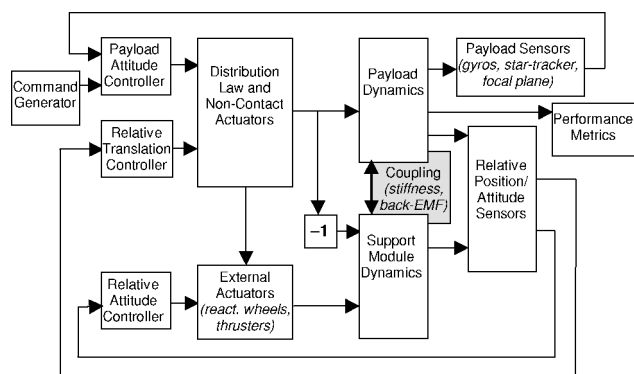 Payload
Attitude
Controller
Command
Generator
Distribution
Law and
Non-Contact
Actuators
Payload
Dynamics
Payload Sensors
(gyros, star-tracker,
focal plane)
Performance
Metrics
Relative
Translation
Controller
Coupling
(stiffness,
back-EMF)
Relative
Position/
Attitude
Sensors
–1
Support
Module
Dynamics
Relative
Attitude
Controller
External
Actuators
(react. wheels,
thrusters)